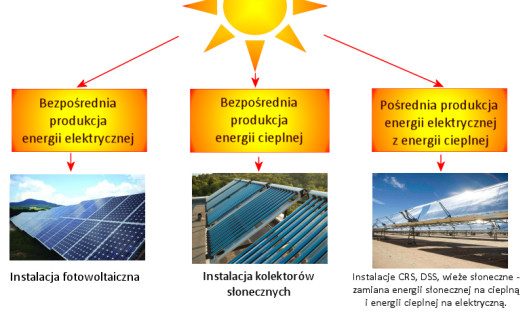 Bezpośrednia
produkcja
energii elektrycznej
Bezpośrednia
produkcja
energii cieplnej
Pośrednia produkcja
energii elektrycznej
z energii cieplnej
Instalacja fotowoltaiczna
Instalacja kolektorów
słonecznych
Instalacje CRS, DSS, wieże słoneczne -
zamiana energii słonecznej na cieplną
i energii cieplnej na elektryczną.